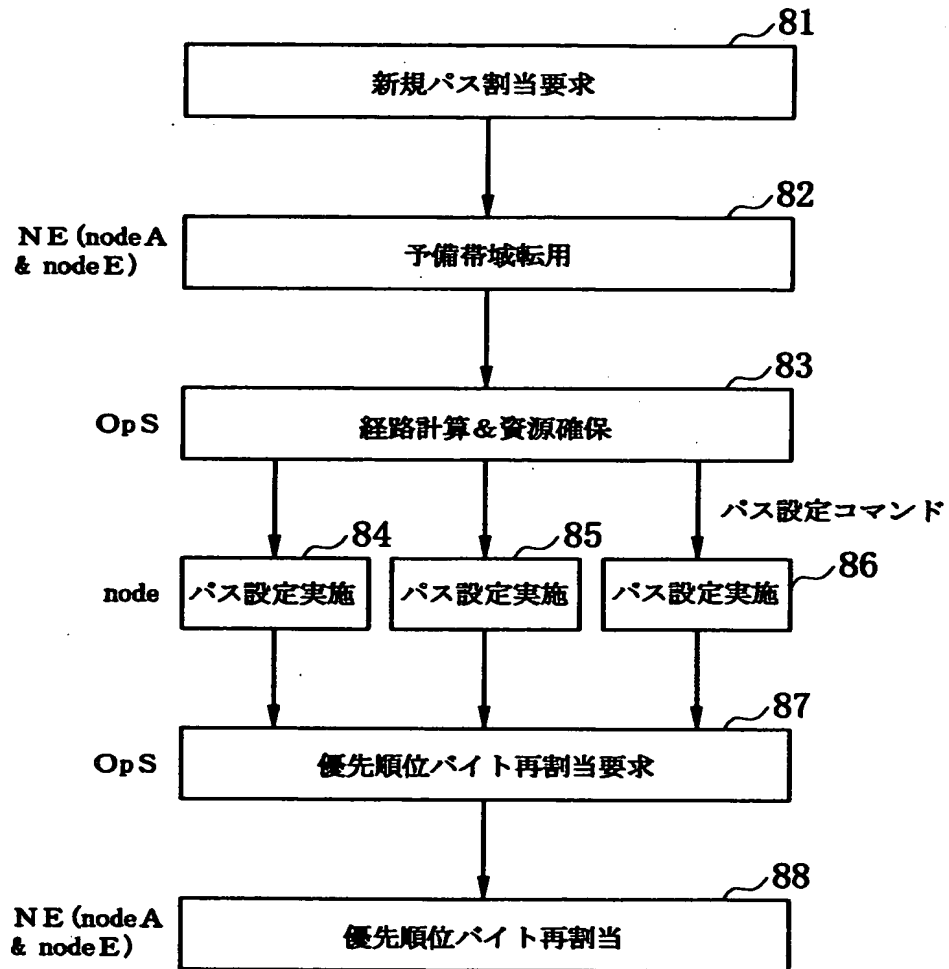 81
新規パス割当要求
82
NE (node A
& node E)
予備帯域転用
83
OpS
経路計算&資源確保
パス設定コマンド
84
85
86
node
パス設定実施
パス設定実施
パス設定実施
87
OpS
優先順位バイト再割当要求
88
NE (node A
& node E)
優先順位バイト再割当